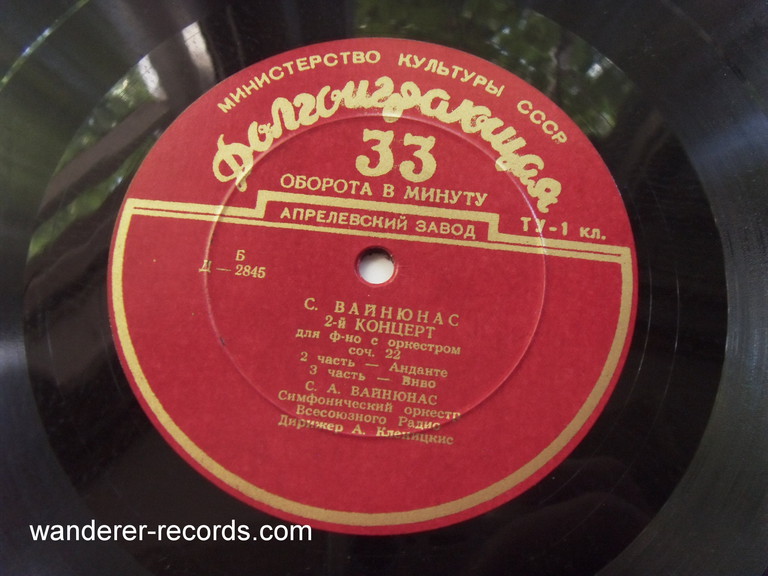 МИНИСТЕРСТВО КУЛЬТУРЫ СССР
Долгоиграющая
33
ОБОРОТА В МИНУТУ
АПРЕЛЕВСКИЙ ЗАВОД
ТУ-1 кл.
Б
Д — 2845
С. ВАЙНЮНАС
2-й КОНЦЕРТ
для ф-но с оркестром
соч. 22
2 часть — Анданте
3 часть — Виво
С. А. ВАЙНЮНАС
Симфонический оркестр
Всесоюзного Радио
Дирижер А. Кленицкис
wanderer-records.com